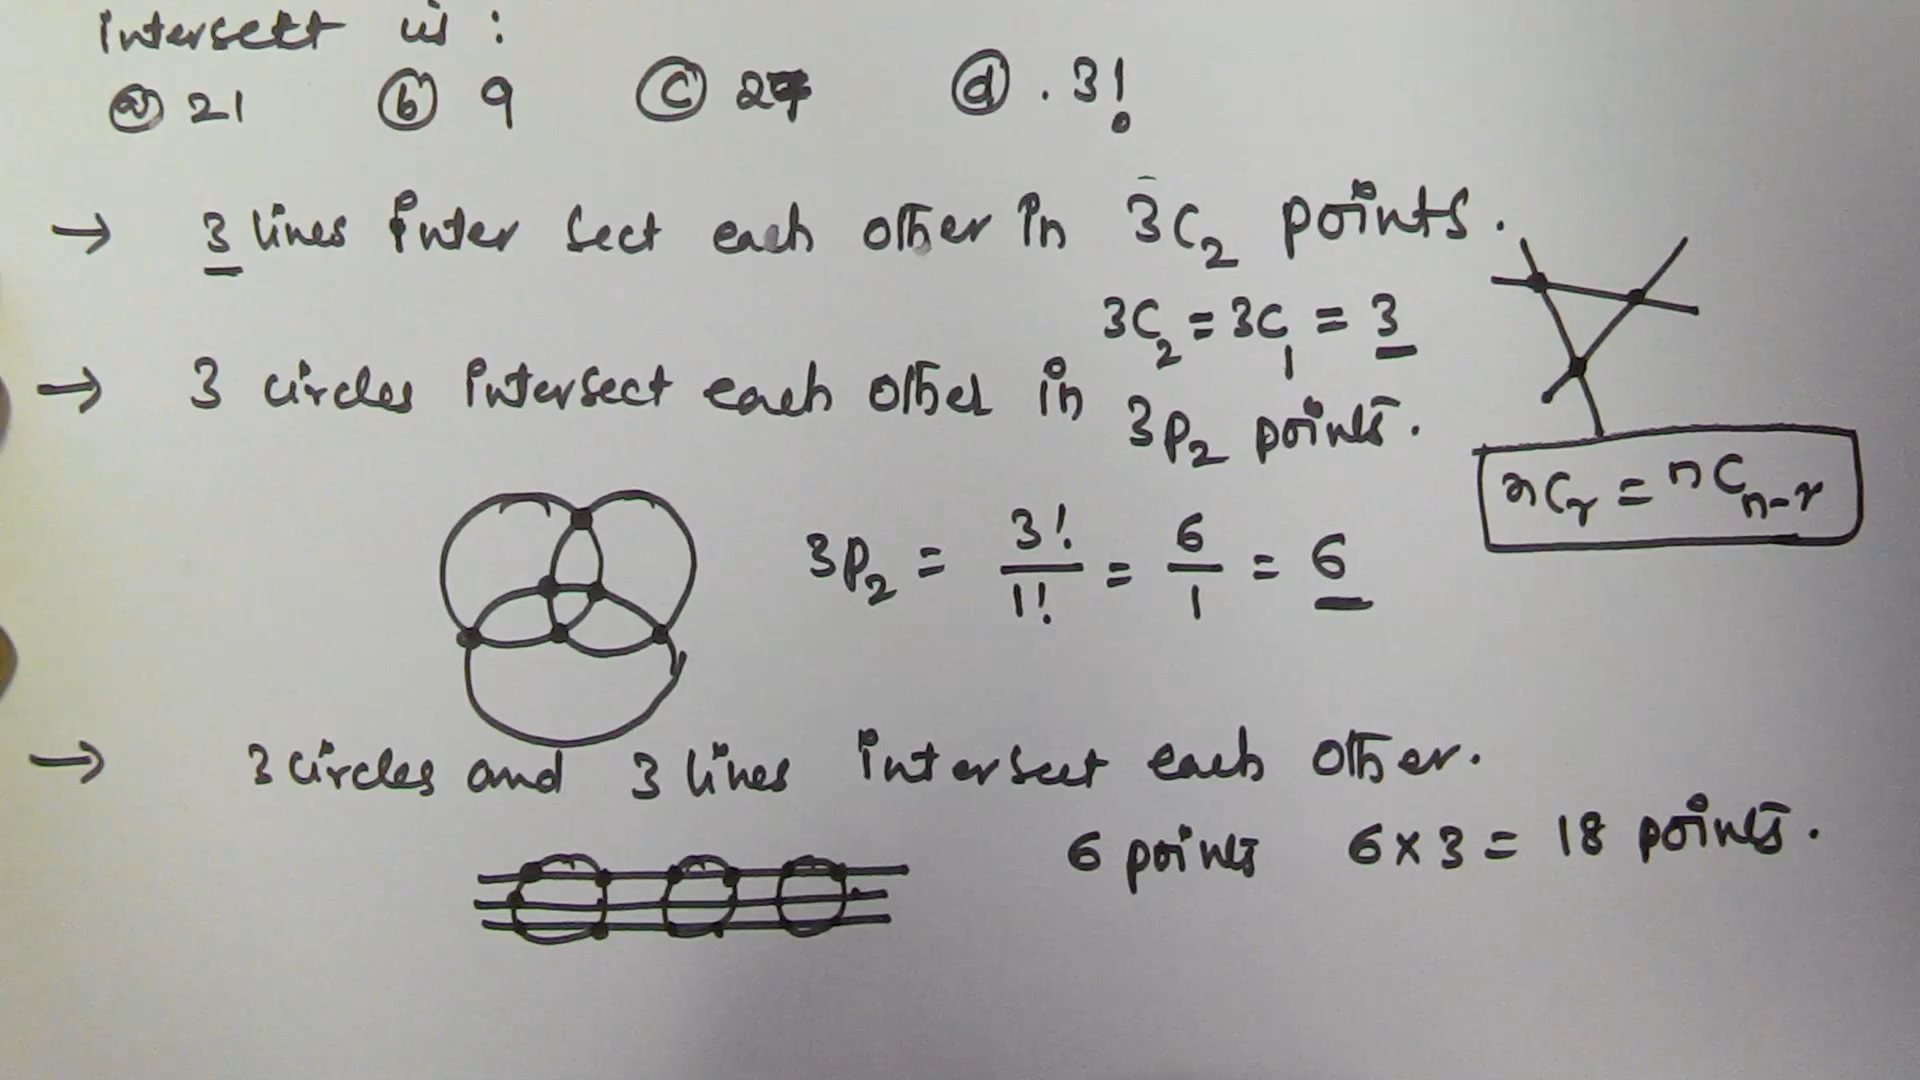 intersect is :
(a) 21 (b) 9 (c) 27 (d) . 3!
→ 3 lines inter sect each other in 3C₂ points.
3C₂ = 3C₁ = 3
→ 3 circles intersect each other in 3P₂ points.
nCr = nCn-r
3P₂ = 3!/1! = 6/1 = 6
→ 3 circles and 3 lines intersect each other.
6 points 6 x 3 = 18 points.